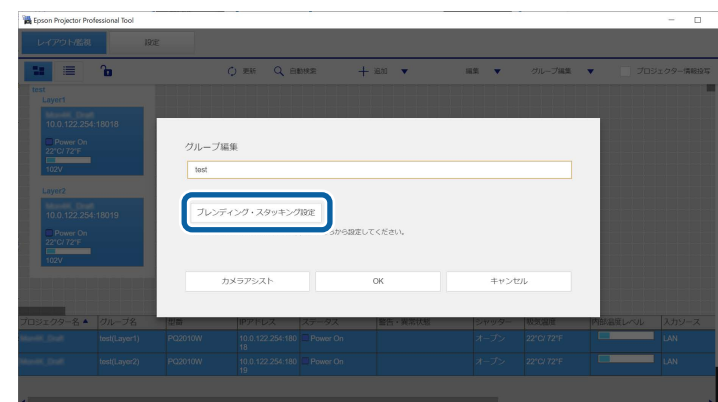 Epson Projector Professional Tool
レイアウト/監視 設定
更新 自動検索 追加 ▼ 編集 ▼ グループ編集 ▼ プロジェクター情報複写
test
Layer1
10.0.122.254:18018
Power On
22°C/ 72°F
102V
Layer2
10.0.122.254:18019
Power On
22°C/ 72°F
102V
グループ編集
test
ブレンディング・スタッキング設定
らから設定してください。
カメラアシスト OK キャンセル
プロジェクター名 ▲ グループ名 型番 IPアドレス ステータス 警告・異常状態 シャッター 吸気温度 内部温度レベル 入力ソース
test(Layer1) PQ2010W 10.0.122.254:180 Power On オープン 22°C/ 72°F LAN
18
test(Layer2) PQ2010W 10.0.122.254:180 Power On オープン 22°C/ 72°F LAN
19